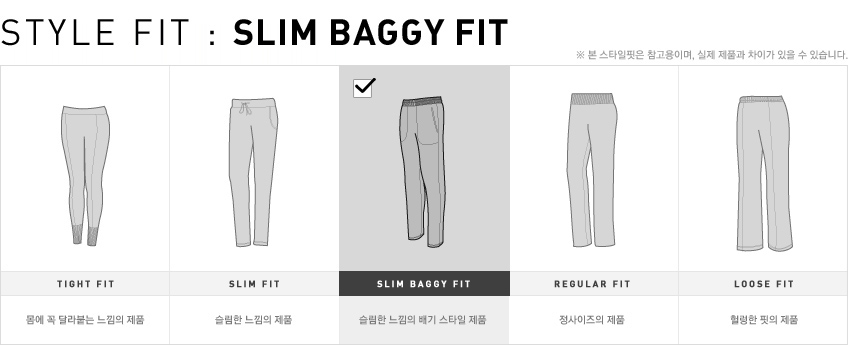 STYLE FIT : SLIM BAGGY FIT
※ 본 스타일핏은 참고용이며, 실제 제품과 차이가 있을 수 있습니다.
TIGHT FIT
SLIM FIT
SLIM BAGGY FIT
REGULAR FIT
LOOSE FIT
몸에 꼭 달라붙는 느낌의 제품
슬림한 느낌의 제품
슬림한 느낌의 배기 스타일 제품
정사이즈의 제품
헐렁한 핏의 제품